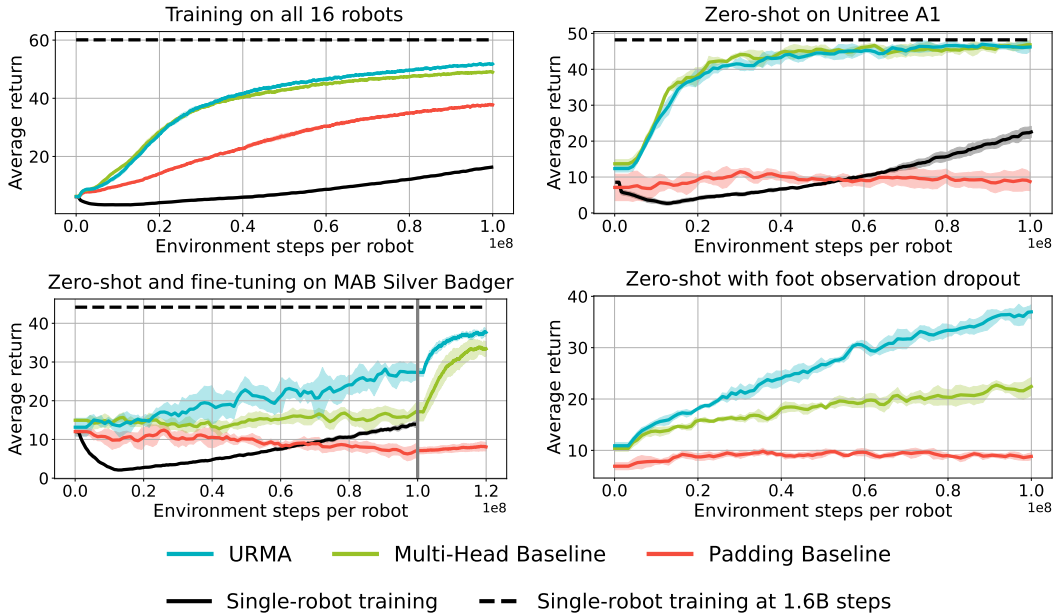 Training on all 16 robots
60
40
20
Average return
0.0 0.2 0.4 0.6 0.8 1.0
1e8
Environment steps per robot
Zero-shot on Unitree A1
50
40
30
20
10
0
Average return
0.0 0.2 0.4 0.6 0.8 1.0
1e8
Environment steps per robot
Zero-shot and fine-tuning on MAB Silver Badger
40
30
20
10
0
Average return
0.0 0.2 0.4 0.6 0.8 1.0 1.2
1e8
Environment steps per robot
Zero-shot with foot observation dropout
40
30
20
10
Average return
0.0 0.2 0.4 0.6 0.8 1.0
1e8
Environment steps per robot
URMA Multi-Head Baseline Padding Baseline
Single-robot training Single-robot training at 1.6B steps